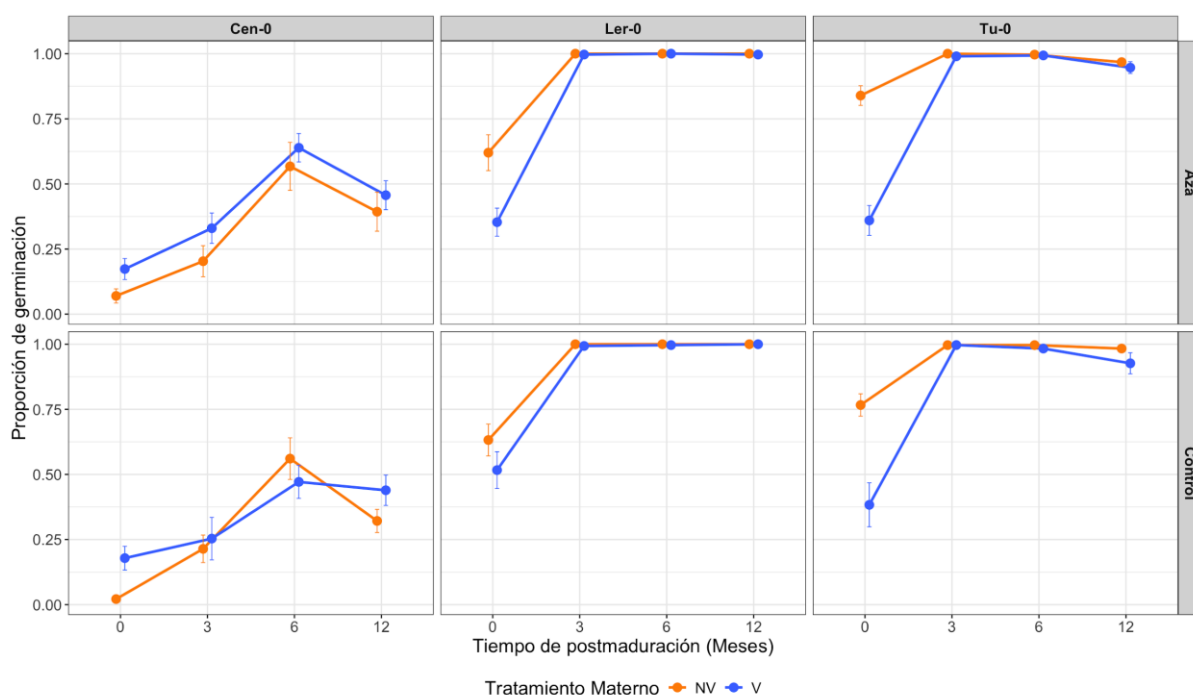 Cen-0
Ler-0
Tu-0
1.00
0.75
0.50
0.25
0.00
Aza
1.00
0.75
0.50
0.25
0.00
Control
Proporción de germinación
0 3 6 12
0 3 6 12
0 3 6 12
Tiempo de postmaduración (Meses)
Tratamiento Materno NV V